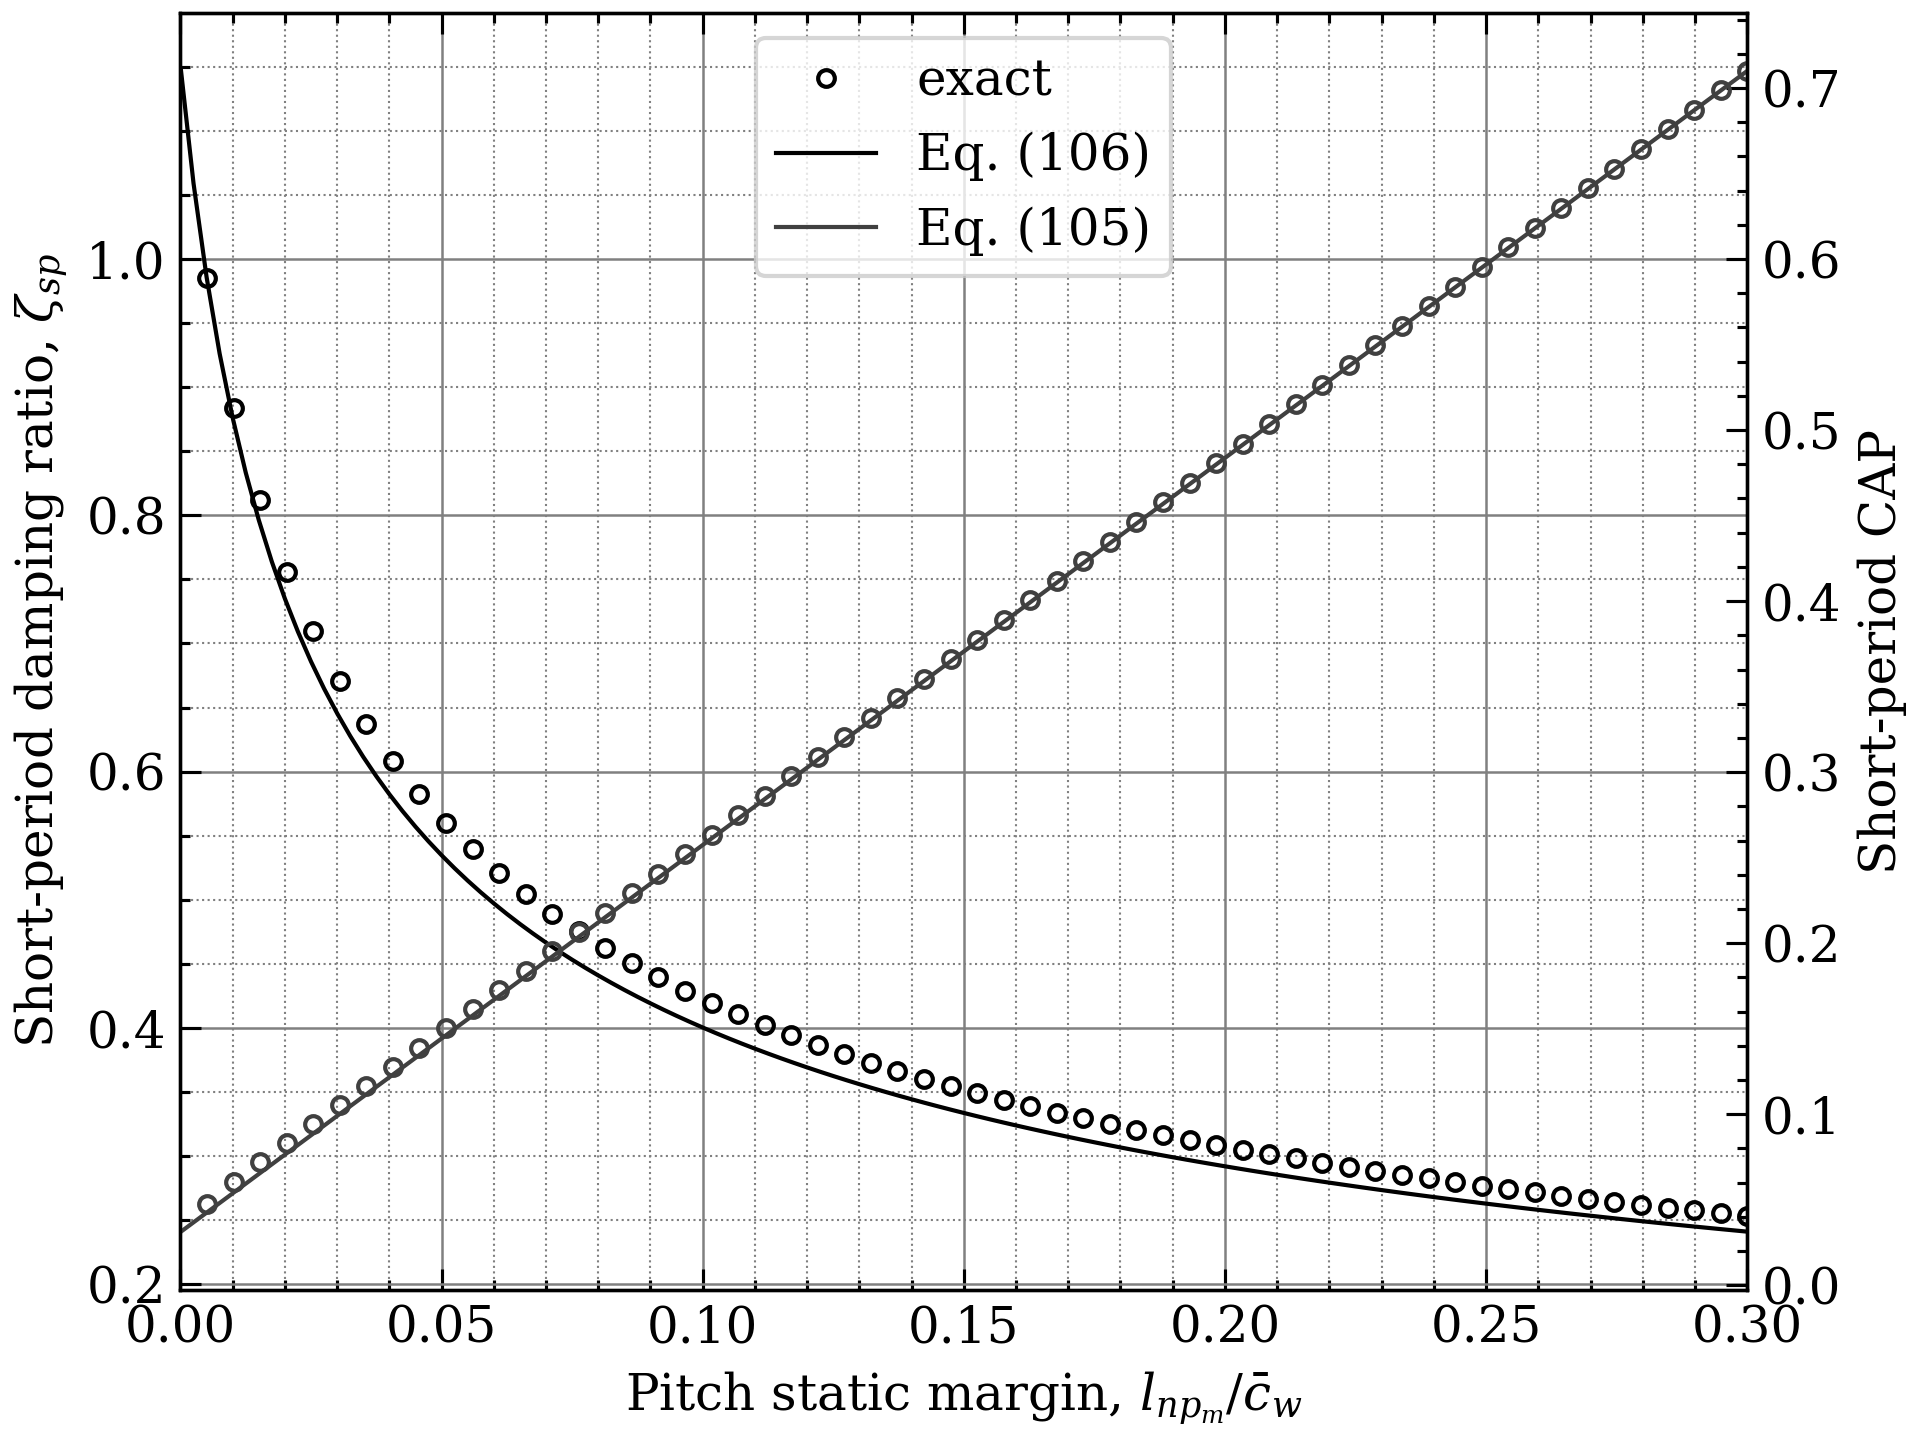 exact
Eq. (106)
Eq. (105)
Short-period damping ratio, ζsp
1.0
0.8
0.6
0.4
0.2
0.7
0.6
0.5
0.4
0.3
0.2
0.1
0.0
Short-period CAP
0.00 0.05 0.10 0.15 0.20 0.25 0.30
Pitch static margin, lnpm/c̄w